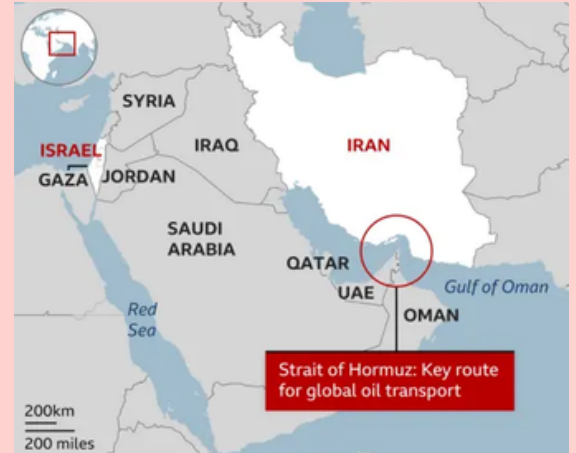 SYRIA
ISRAEL
IRAQ
IRAN
GAZA
JORDAN
SAUDI
ARABIA
QATAR
UAE
Gulf of Oman
OMAN
Red
Sea
Strait of Hormuz: Key route
for global oil transport
200km
200 miles